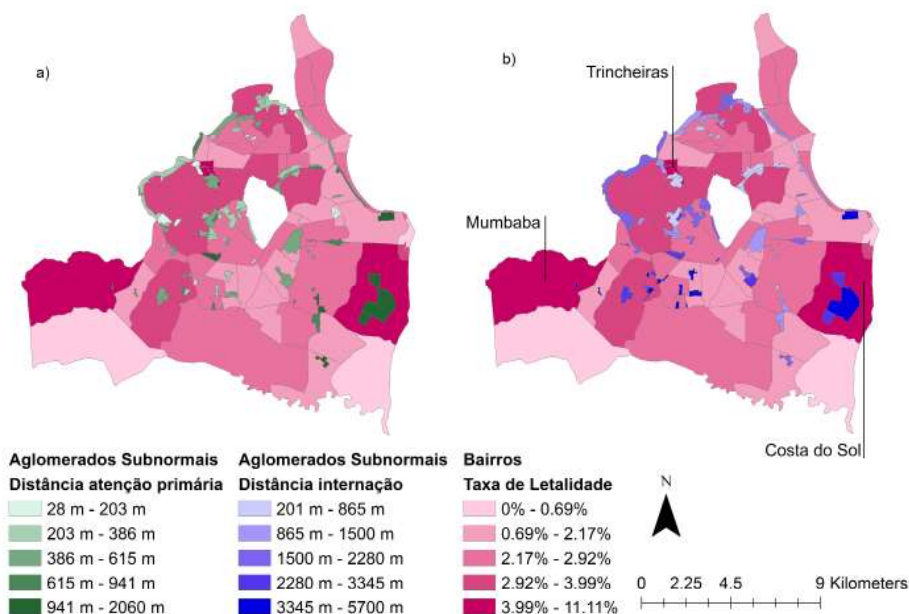 a)
b)
Trincheiras
Mumbaba
Costa do Sol
Aglomerados Subnormais
Distância atenção primária
28 m - 203 m
203 m - 386 m
386 m - 615 m
615 m - 941 m
941 m - 2060 m
Aglomerados Subnormais
Distância internação
201 m - 865 m
865 m - 1500 m
1500 m - 2280 m
2280 m - 3345 m
3345 m - 5700 m
Bairros
Taxa de Letalidade
0% - 0.69%
0.69% - 2.17%
2.17% - 2.92%
2.92% - 3.99%
3.99% - 11.11%
N
0 2.25 4.5 9 Kilometers